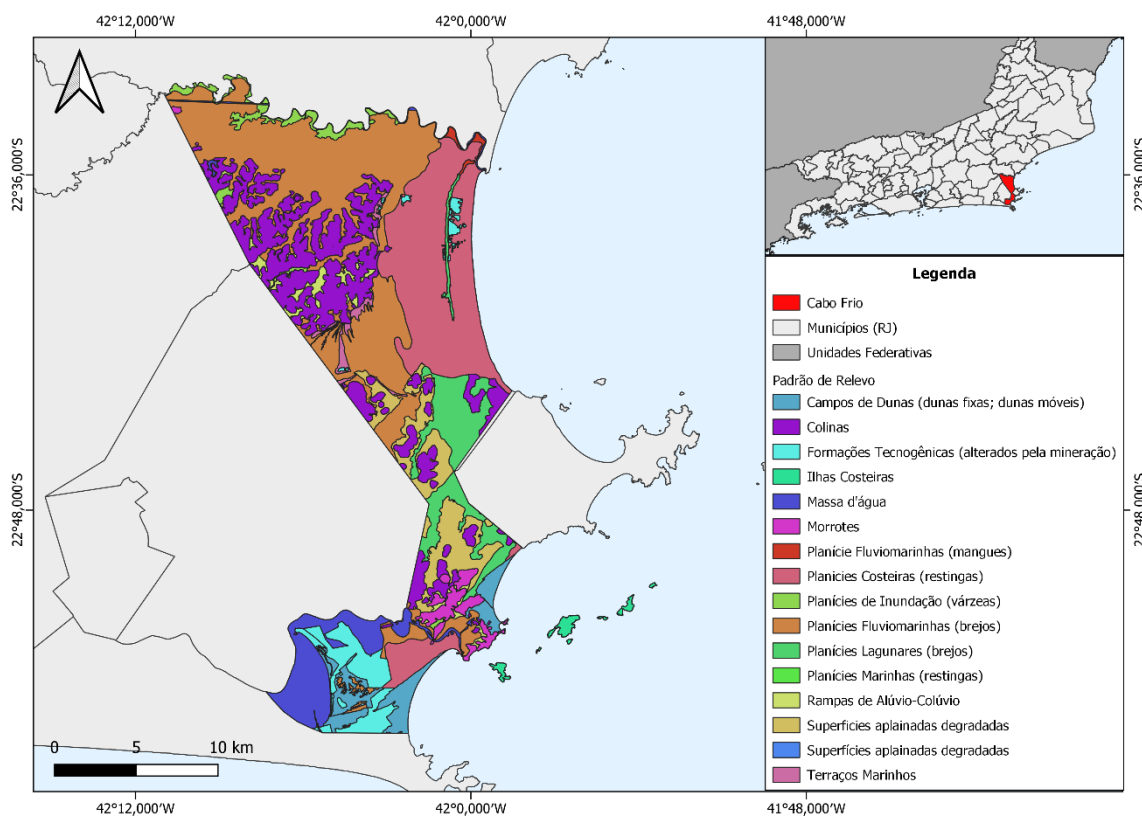 42°12,000'W 42°0,000'W 41°48,000'W
22°36,000'S
22°36,000'S
Legenda
Cabo Frio
Municípios (RJ)
Unidades Federativas
Padrão de Relevo
Campos de Dunas (dunas fixas; dunas móveis)
Colinas
Formações Tecnogênicas (alterados pela mineração)
Ilhas Costeiras
Massa d'água
Morrotes
Planície Fluviomarinhas (mangues)
Planícies Costeiras (restingas)
Planícies de Inundação (várzeas)
Planícies Fluviomarinhas (brejos)
Planícies Lagunares (brejos)
Planícies Marinhas (restingas)
Rampas de Alúvio-Colúvio
Superficies aplainadas degradadas
Superfícies aplainadas degradadas
Terraços Marinhos
22°48,000'S
22°48,000'S
0 5 10 km
42°12,000'W 42°0,000'W 41°48,000'W